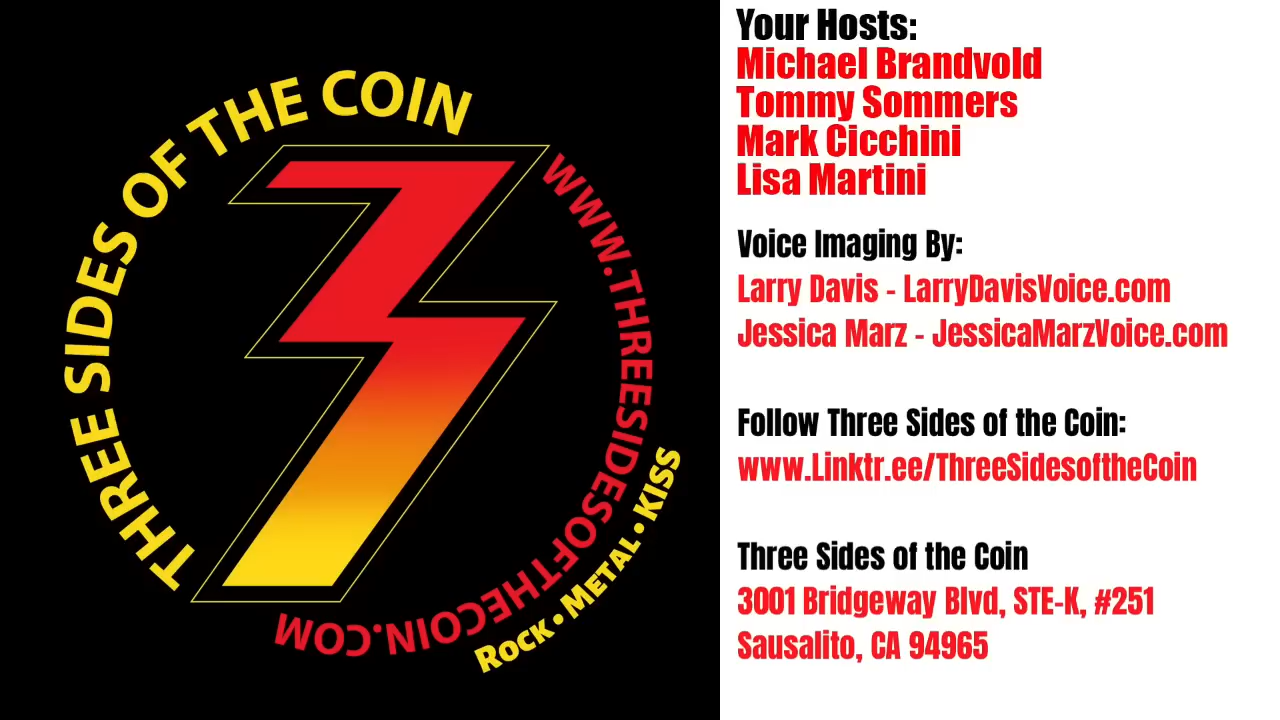 THREE SIDES OF THE COIN
WWW.THREESIDESOFTHECOIN.COM
ROCK • METAL • KISS
Your Hosts:
Michael Brandvold
Tommy Sommers
Mark Cicchini
Lisa Martini
Voice Imaging By:
Larry Davis - LarryDavisVoice.com
Jessica Marz - JessicaMarzVoice.com
Follow Three Sides of the Coin:
www.Linktr.ee/ThreeSidesoftheCoin
Three Sides of the Coin
3001 Bridgeway Blvd, STE-K, #251
Sausalito, CA 94965